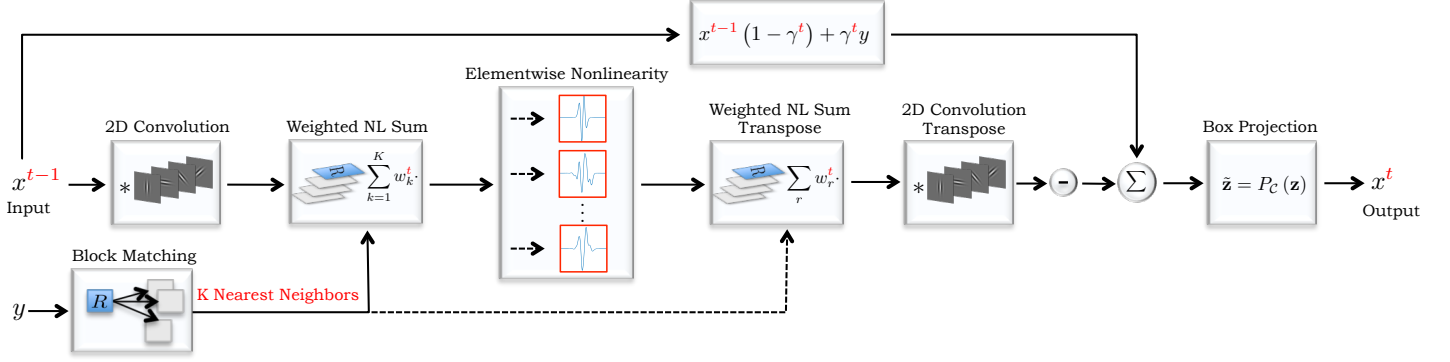 x^{t-1} (1 − γ^t) + γ^t y
Elementwise Nonlinearity
2D Convolution
Weighted NL Sum
Weighted NL Sum
Transpose
2D Convolution
Transpose
Box Projection
x^{t-1}
Input
*
R
K
∑ w_k^t ·
k=1
⋮
R
∑ w_r^t ·
r
*
-
∑
z̃ = P_C (z)
x^t
Output
Block Matching
y
R
K Nearest Neighbors